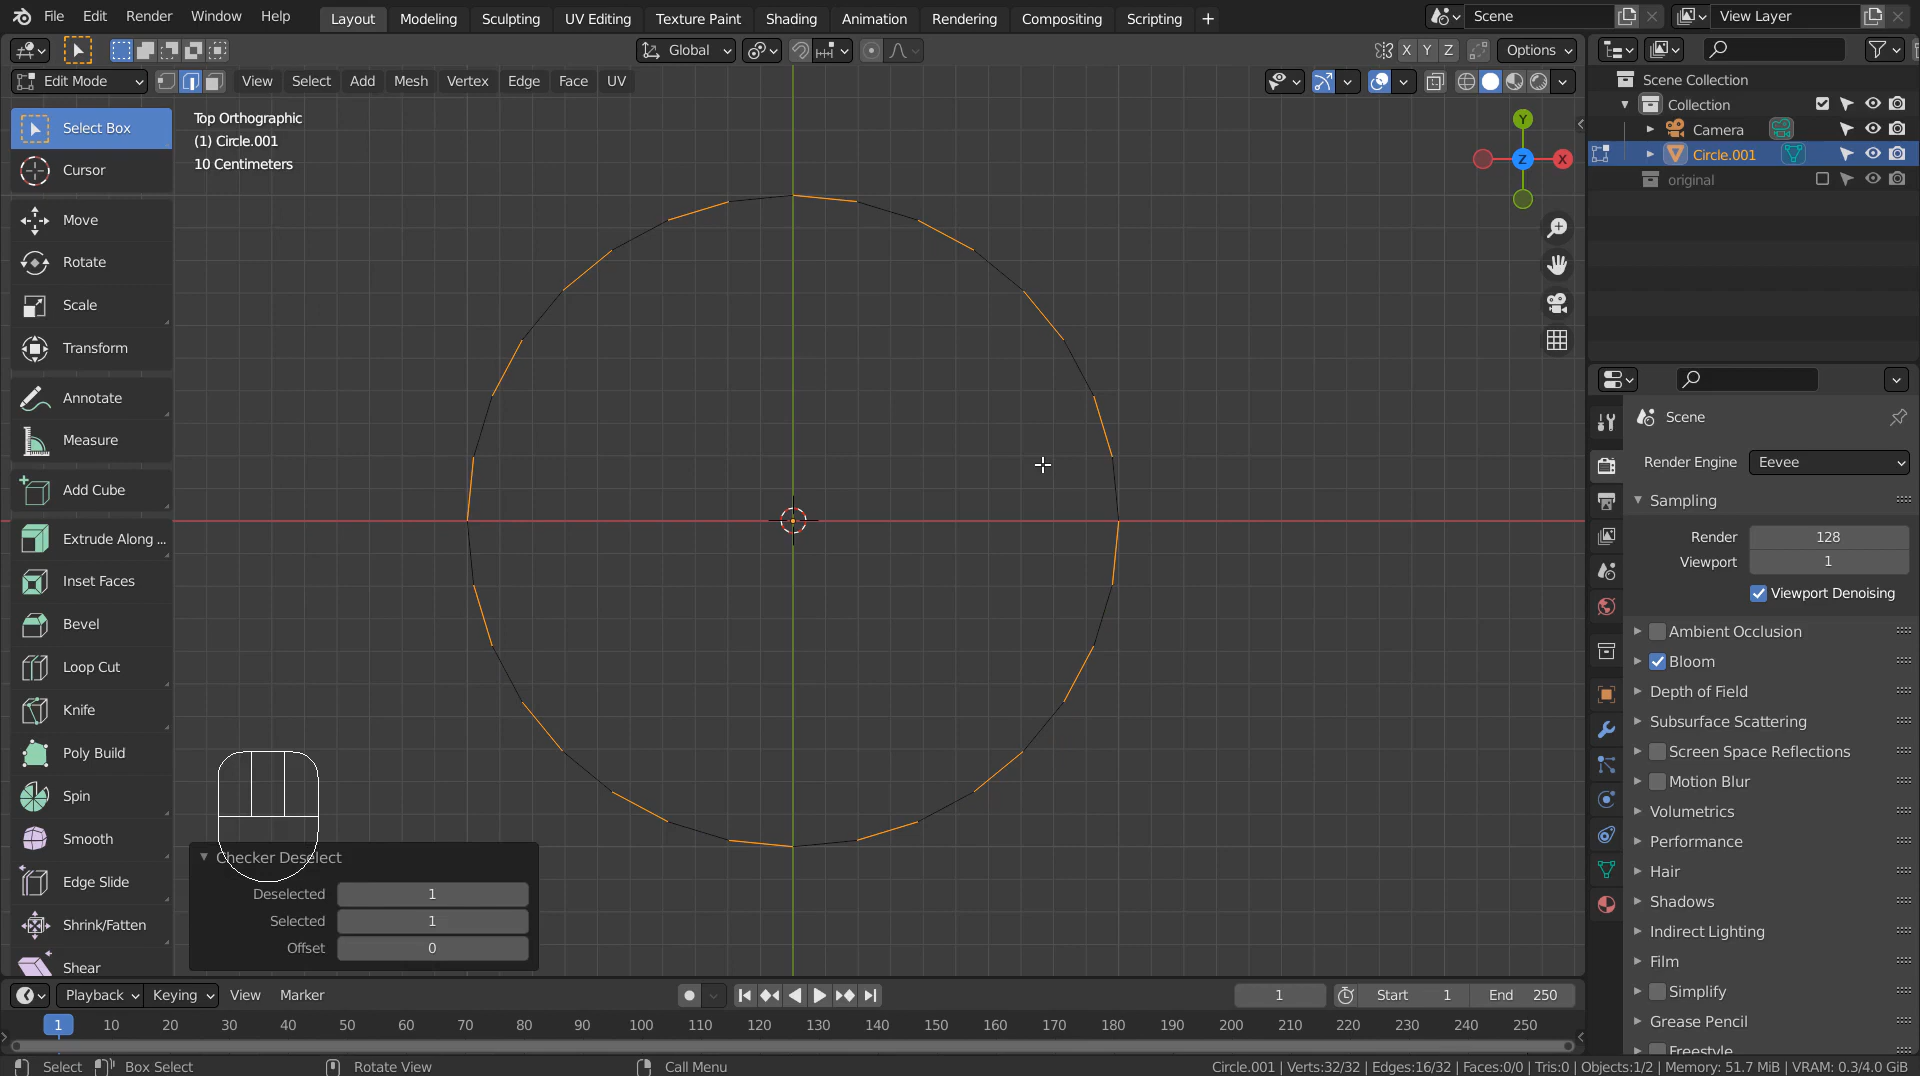 File Edit Render Window Help Layout Modeling Sculpting UV Editing Texture Paint Shading Animation Rendering Compositing Scripting + Scene View Layer
Global X Y Z Options
Edit Mode View Select Add Mesh Vertex Edge Face UV
Scene Collection
Collection
Camera
Circle.001
original
Select Box
Cursor
Move
Rotate
Scale
Transform
Annotate
Measure
Add Cube
Extrude Along ...
Inset Faces
Bevel
Loop Cut
Knife
Poly Build
Spin
Smooth
Edge Slide
Shrink/Fatten
Shear
Top Orthographic
(1) Circle.001
10 Centimeters
Y
Z X
Checker Deselect
Deselected 1
Selected 1
Offset 0
Scene
Render Engine Eevee
Sampling
Render 128
Viewport 1
Viewport Denoising
Ambient Occlusion
Bloom
Depth of Field
Subsurface Scattering
Screen Space Reflections
Motion Blur
Volumetrics
Performance
Hair
Shadows
Indirect Lighting
Film
Simplify
Grease Pencil
Freestyle
Playback Keying View Marker 1 Start 1 End 250
1 10 20 30 40 50 60 70 80 90 100 110 120 130 140 150 160 170 180 190 200 210 220 230 240 250
Select Box Select Rotate View Call Menu Circle.001 | Verts:32/32 | Edges:16/32 | Faces:0/0 | Tris:0 | Objects:1/2 | Memory: 51.7 MiB | VRAM: 0.3/4.0 GiB